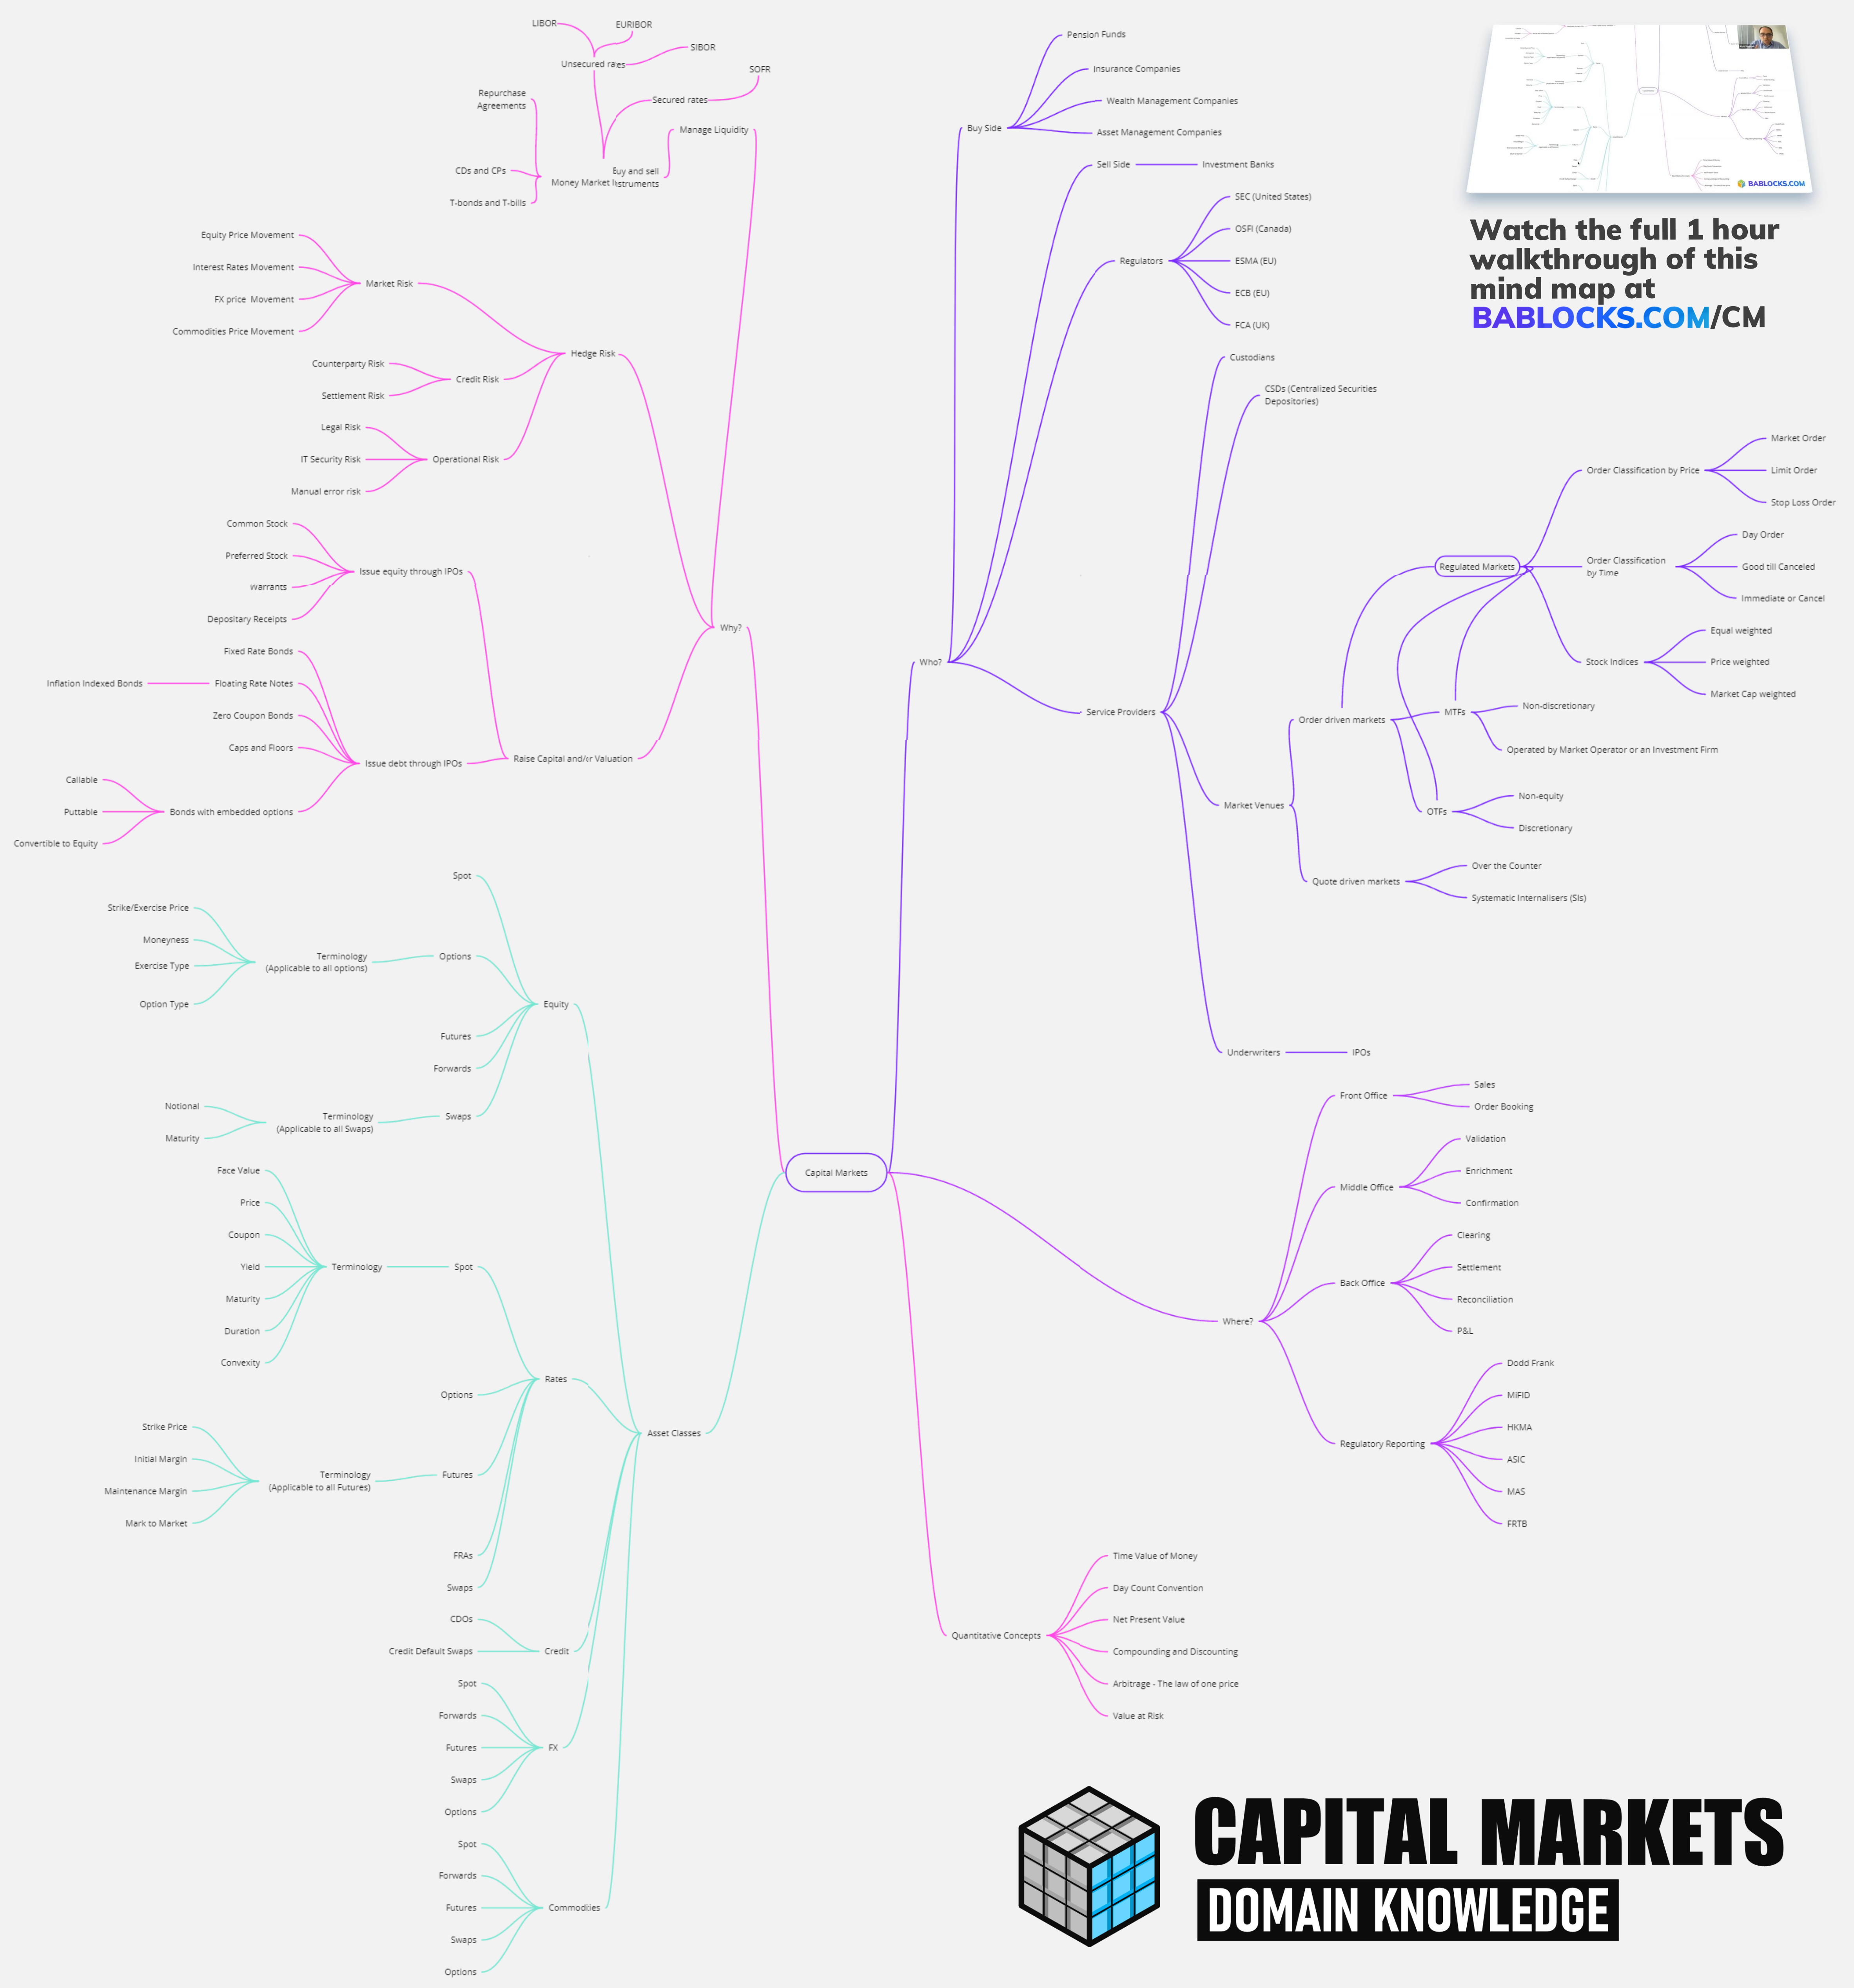 LIBOR
EURIBOR
SIBOR
Unsecured rates
SOFR
Secured rates
Repurchase
Agreements
Manage Liquidity
CDs and CPs
Money Market
T-bonds and T-bills
Equity Price Movement
Interest Rates Movement
Market Risk
FX price Movement
Commodities Price Movement
Hedge Risk
Counterparty Risk
Credit Risk
Settlement Risk
Legal Risk
IT Security Risk
Operational Risk
Manual error risk
Common Stock
Preferred Stock
Issue equity through IPOs
Warrants
Depositary Receipts
Why?
Fixed Rate Bonds
Inflation Indexed Bonds
Floating Rate Notes
Zero Coupon Bonds
Caps and Floors
Raise Capital and/or Valuation
Issue debt through IPOs
Callable
Puttable
Bonds with embedded options
Convertible to Equity
Spot
Strike/Exercise Price
Moneyness
Exercise Type
Option Type
Terminology
(Applicable to all options)
Options
Equity
Futures
Forwards
Notional
Maturity
Terminology
(Applicable to all Swaps)
Swaps
Face Value
Price
Coupon
Yield
Terminology
Spot
Maturity
Duration
Convexity
Rates
Options
Strike Price
Initial Margin
Maintenance Margin
Mark to Market
Terminology
(Applicable to all Futures)
Futures
Asset Classes
FRAs
Swaps
CDOs
Credit Default Swaps
Credit
Spot
Forwards
Futures
FX
Swaps
Options
Spot
Forwards
Futures
Commodities
Swaps
Options
Capital Markets
Pension Funds
Insurance Companies
Wealth Management Companies
Buy Side
Asset Management Companies
Sell Side
Investment Banks
SEC (United States)
OSFI (Canada)
Regulators
ESMA (EU)
ECB (EU)
FCA (UK)
Custodians
CSDs (Centralized Securities
Depositories)
Who?
Service Providers
Market Order
Order Classification by Price
Limit Order
Stop Loss Order
Day Order
Regulated Markets
Order Classification
by Time
Good till Canceled
Immediate or Cancel
Equal weighted
Stock Indices
Price weighted
Market Cap weighted
Order driven markets
MTFs
Non-discretionary
Operated by Market Operator or an Investment Firm
Market Venues
OTFs
Non-equity
Discretionary
Quote driven markets
Over the Counter
Systematic Internalisers (SIs)
Underwriters
IPOs
Front Office
Sales
Order Booking
Validation
Middle Office
Enrichment
Confirmation
Clearing
Back Office
Settlement
Reconciliation
P&L
Where?
Dodd Frank
MiFID
HKMA
Regulatory Reporting
ASIC
MAS
FRTB
Time Value of Money
Day Count Convention
Net Present Value
Quantitative Concepts
Compounding and Discounting
Arbitrage - The law of one price
Value at Risk
BABLOCKS.COM
Watch the full 1 hour
walkthrough of this
mind map at
BABLOCKS.COM/CM
CAPITAL MARKETS
DOMAIN KNOWLEDGE